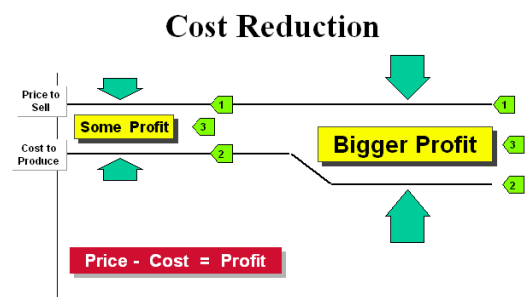 Cost Reduction
Price to
Sell
1
1
Some Profit
3
Bigger Profit
3
Cost to
Produce
2
2
Price - Cost = Profit